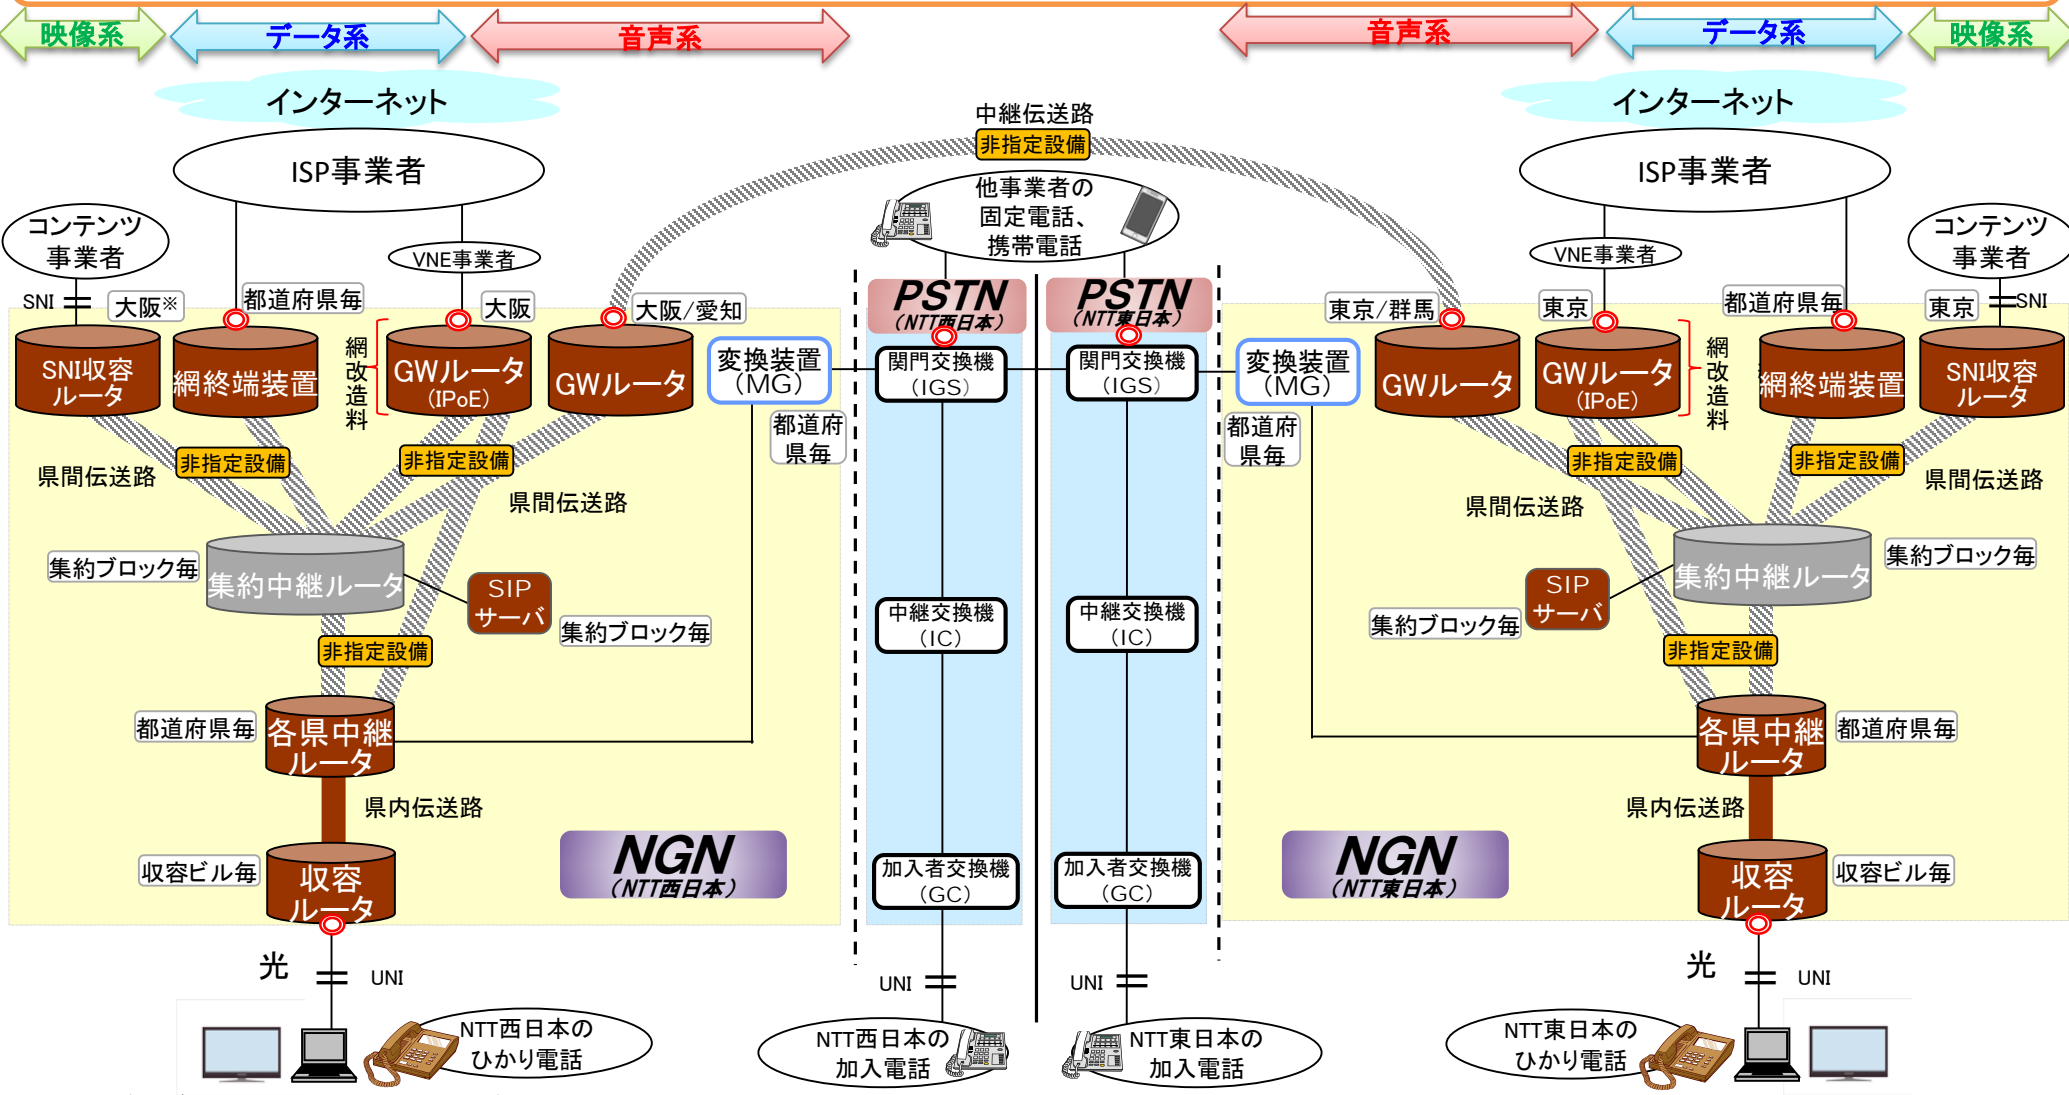 映像系
データ系
音声系
音声系
データ系
映像系
インターネット
ISP事業者
コンテンツ
事業者
VNE事業者
SNI
大阪※
都道府県毎
大阪
大阪/愛知
SNI収容
ルータ
網終端装置
網改造料
GWルータ
(IPoE)
GWルータ
変換装置
(MG)
都道府
県毎
非指定設備
非指定設備
県間伝送路
県間伝送路
集約ブロック毎
集約中継ルータ
SIP
サーバ
集約ブロック毎
非指定設備
都道府県毎
各県中継
ルータ
県内伝送路
収容ビル毎
収容
ルータ
NGN
(NTT西日本)
光
UNI
NTT西日本の
ひかり電話
中継伝送路
非指定設備
他事業者の
固定電話、
携帯電話
PSTN
(NTT西日本)
関門交換機
(IGS)
中継交換機
(IC)
加入者交換機
(GC)
UNI
NTT西日本の
加入電話
PSTN
(NTT東日本)
関門交換機
(IGS)
中継交換機
(IC)
加入者交換機
(GC)
UNI
NTT東日本の
加入電話
インターネット
ISP事業者
VNE事業者
コンテンツ
事業者
東京/群馬
東京
都道府県毎
東京
SNI
変換装置
(MG)
都道府
県毎
GWルータ
GWルータ
(IPoE)
網改造料
網終端装置
SNI収容
ルータ
非指定設備
非指定設備
県間伝送路
県間伝送路
集約中継ルータ
集約ブロック毎
SIP
サーバ
集約ブロック毎
非指定設備
各県中継
ルータ
都道府県毎
県内伝送路
収容
ルータ
収容ビル毎
NGN
(NTT東日本)
光
UNI
NTT東日本の
ひかり電話